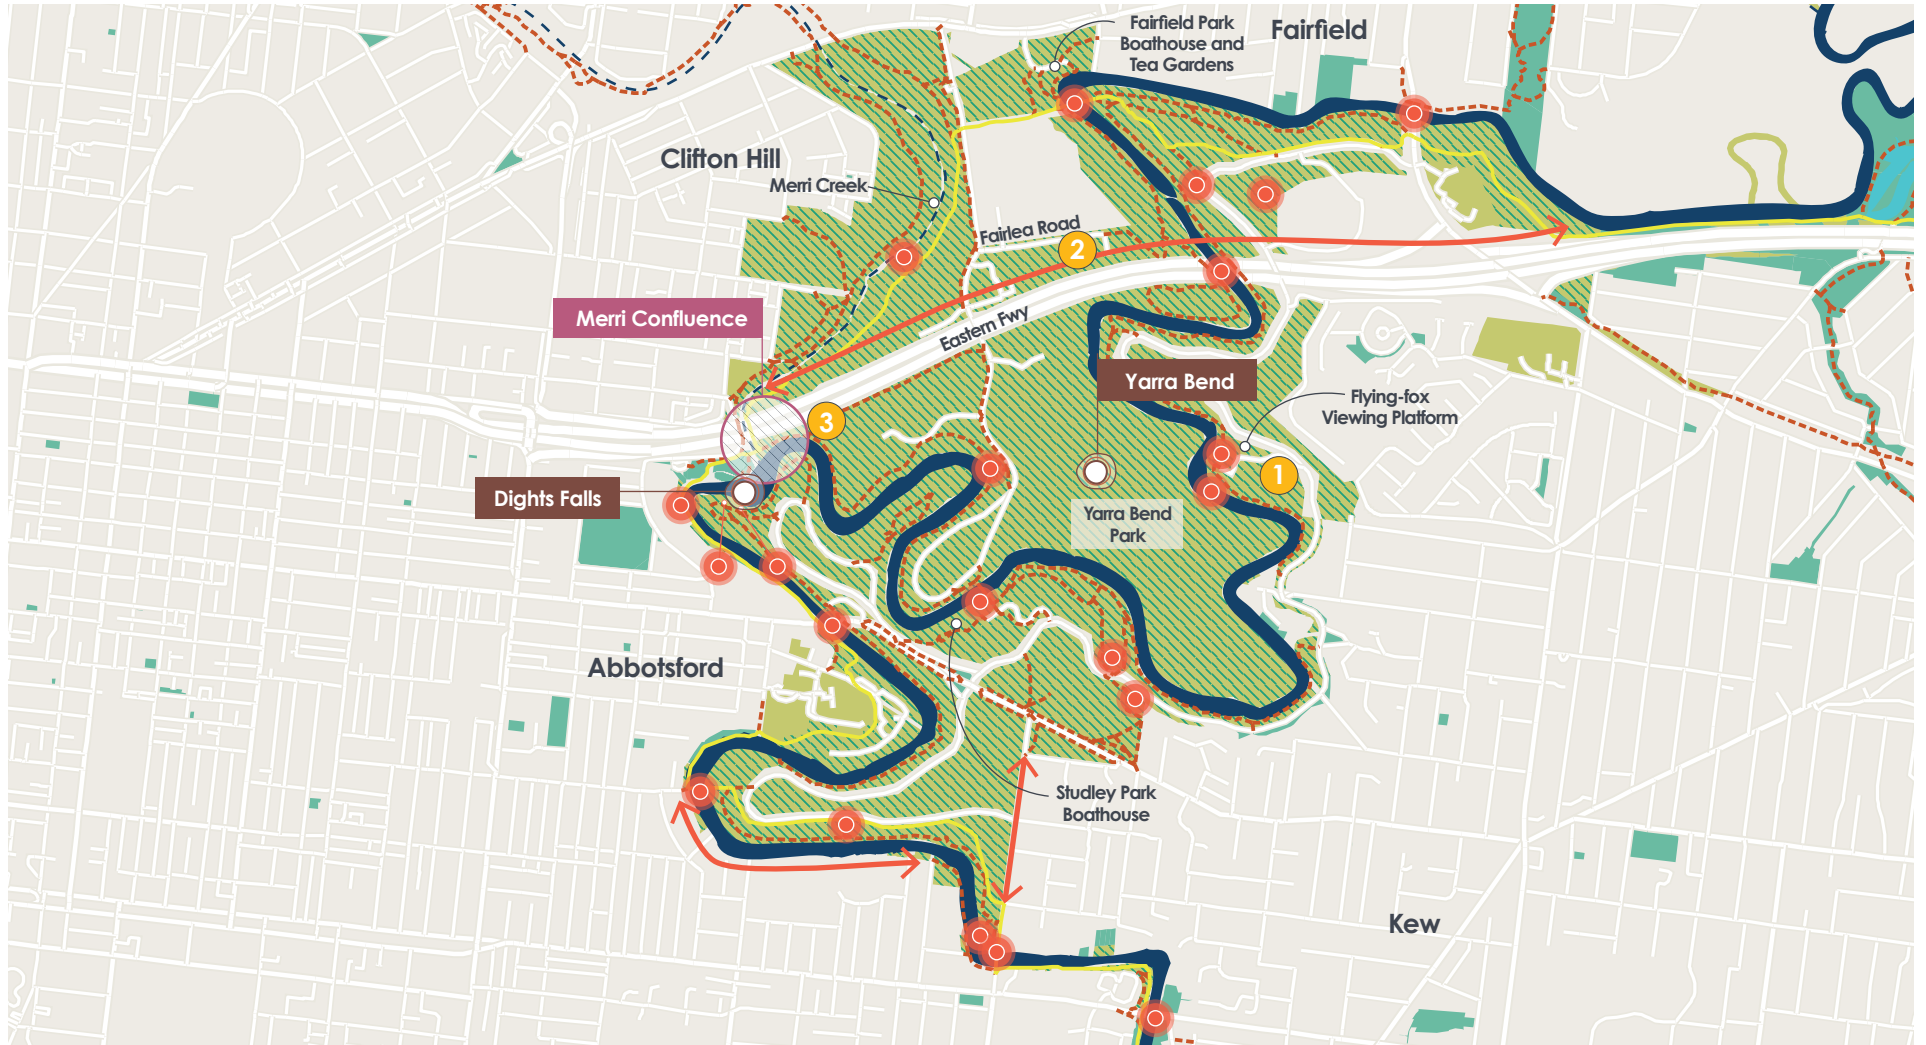 Fairfield Park
Boathouse and
Tea Gardens
Fairfield
Clifton Hill
Merri Creek
Fairlea Road
2
Merri Confluence
Eastern Fwy
Yarra Bend
Flying-fox
Viewing Platform
3
1
Dights Falls
Yarra Bend
Park
Abbotsford
Studley Park
Boathouse
Kew